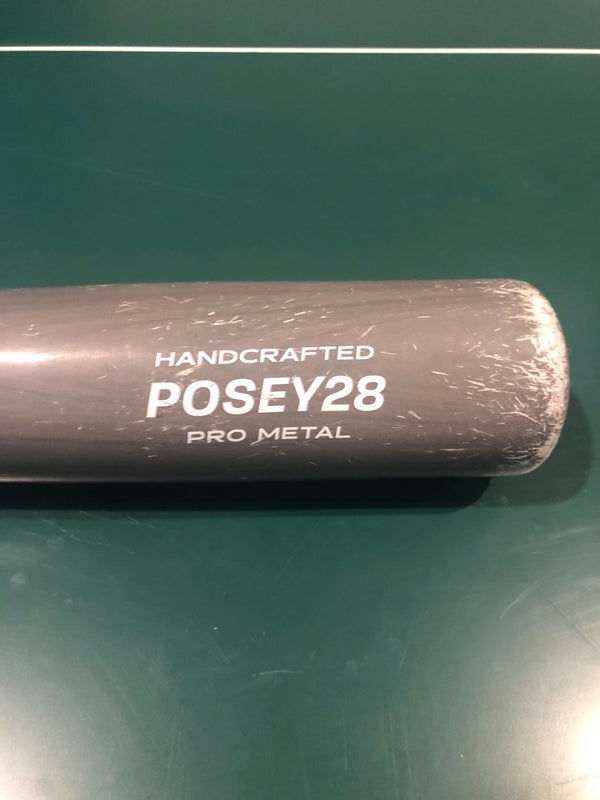 HANDCRAFTED
POSEY28
PRO METAL